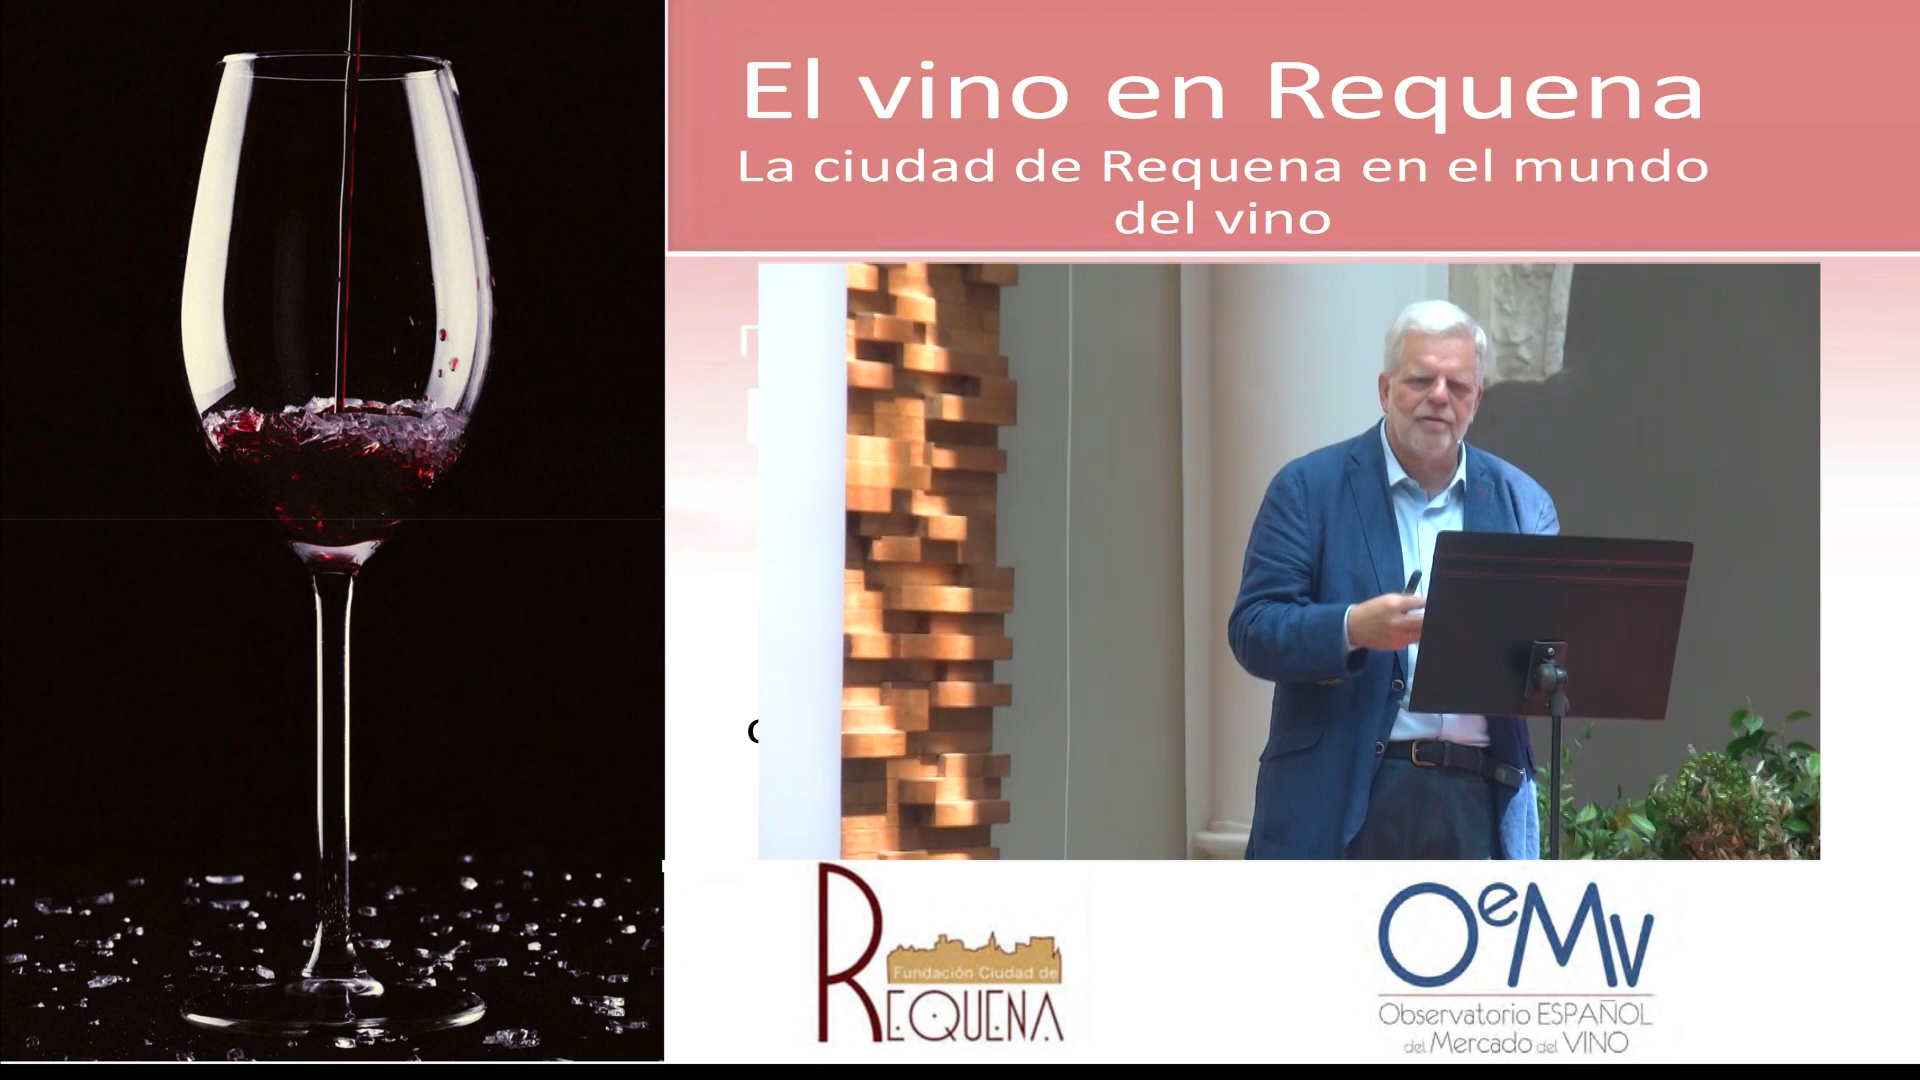 El vino en Requena
La ciudad de Requena en el mundo
del vino
Fundación Ciudad de
REQUENA
OeMv
Observatorio ESPAÑOL
del Mercado del VINO